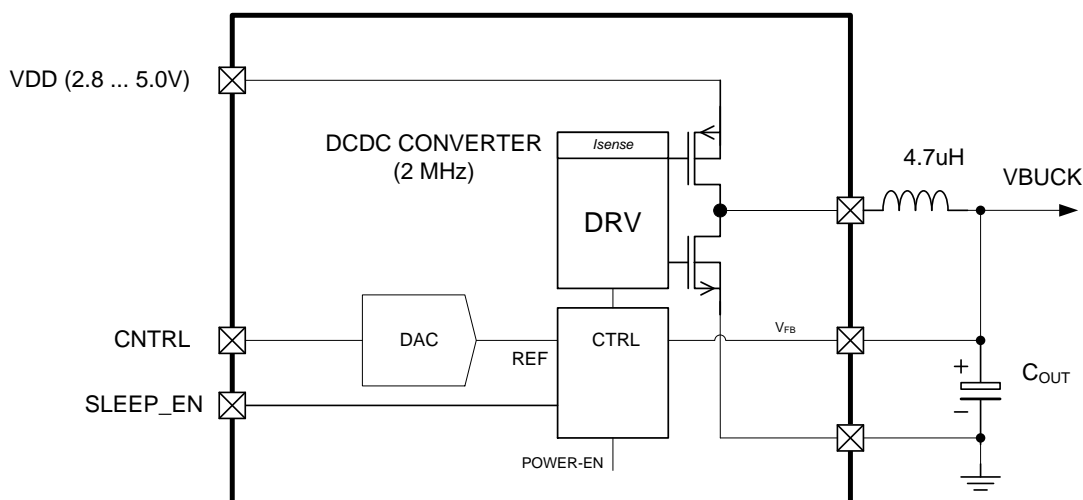 VDD (2.8 ... 5.0V)
DCDC CONVERTER
(2 MHz)
Isense
DRV
4.7uH
VBUCK
CNTRL
DAC
REF
CTRL
VFB
SLEEP_EN
POWER-EN
+
COUT
−